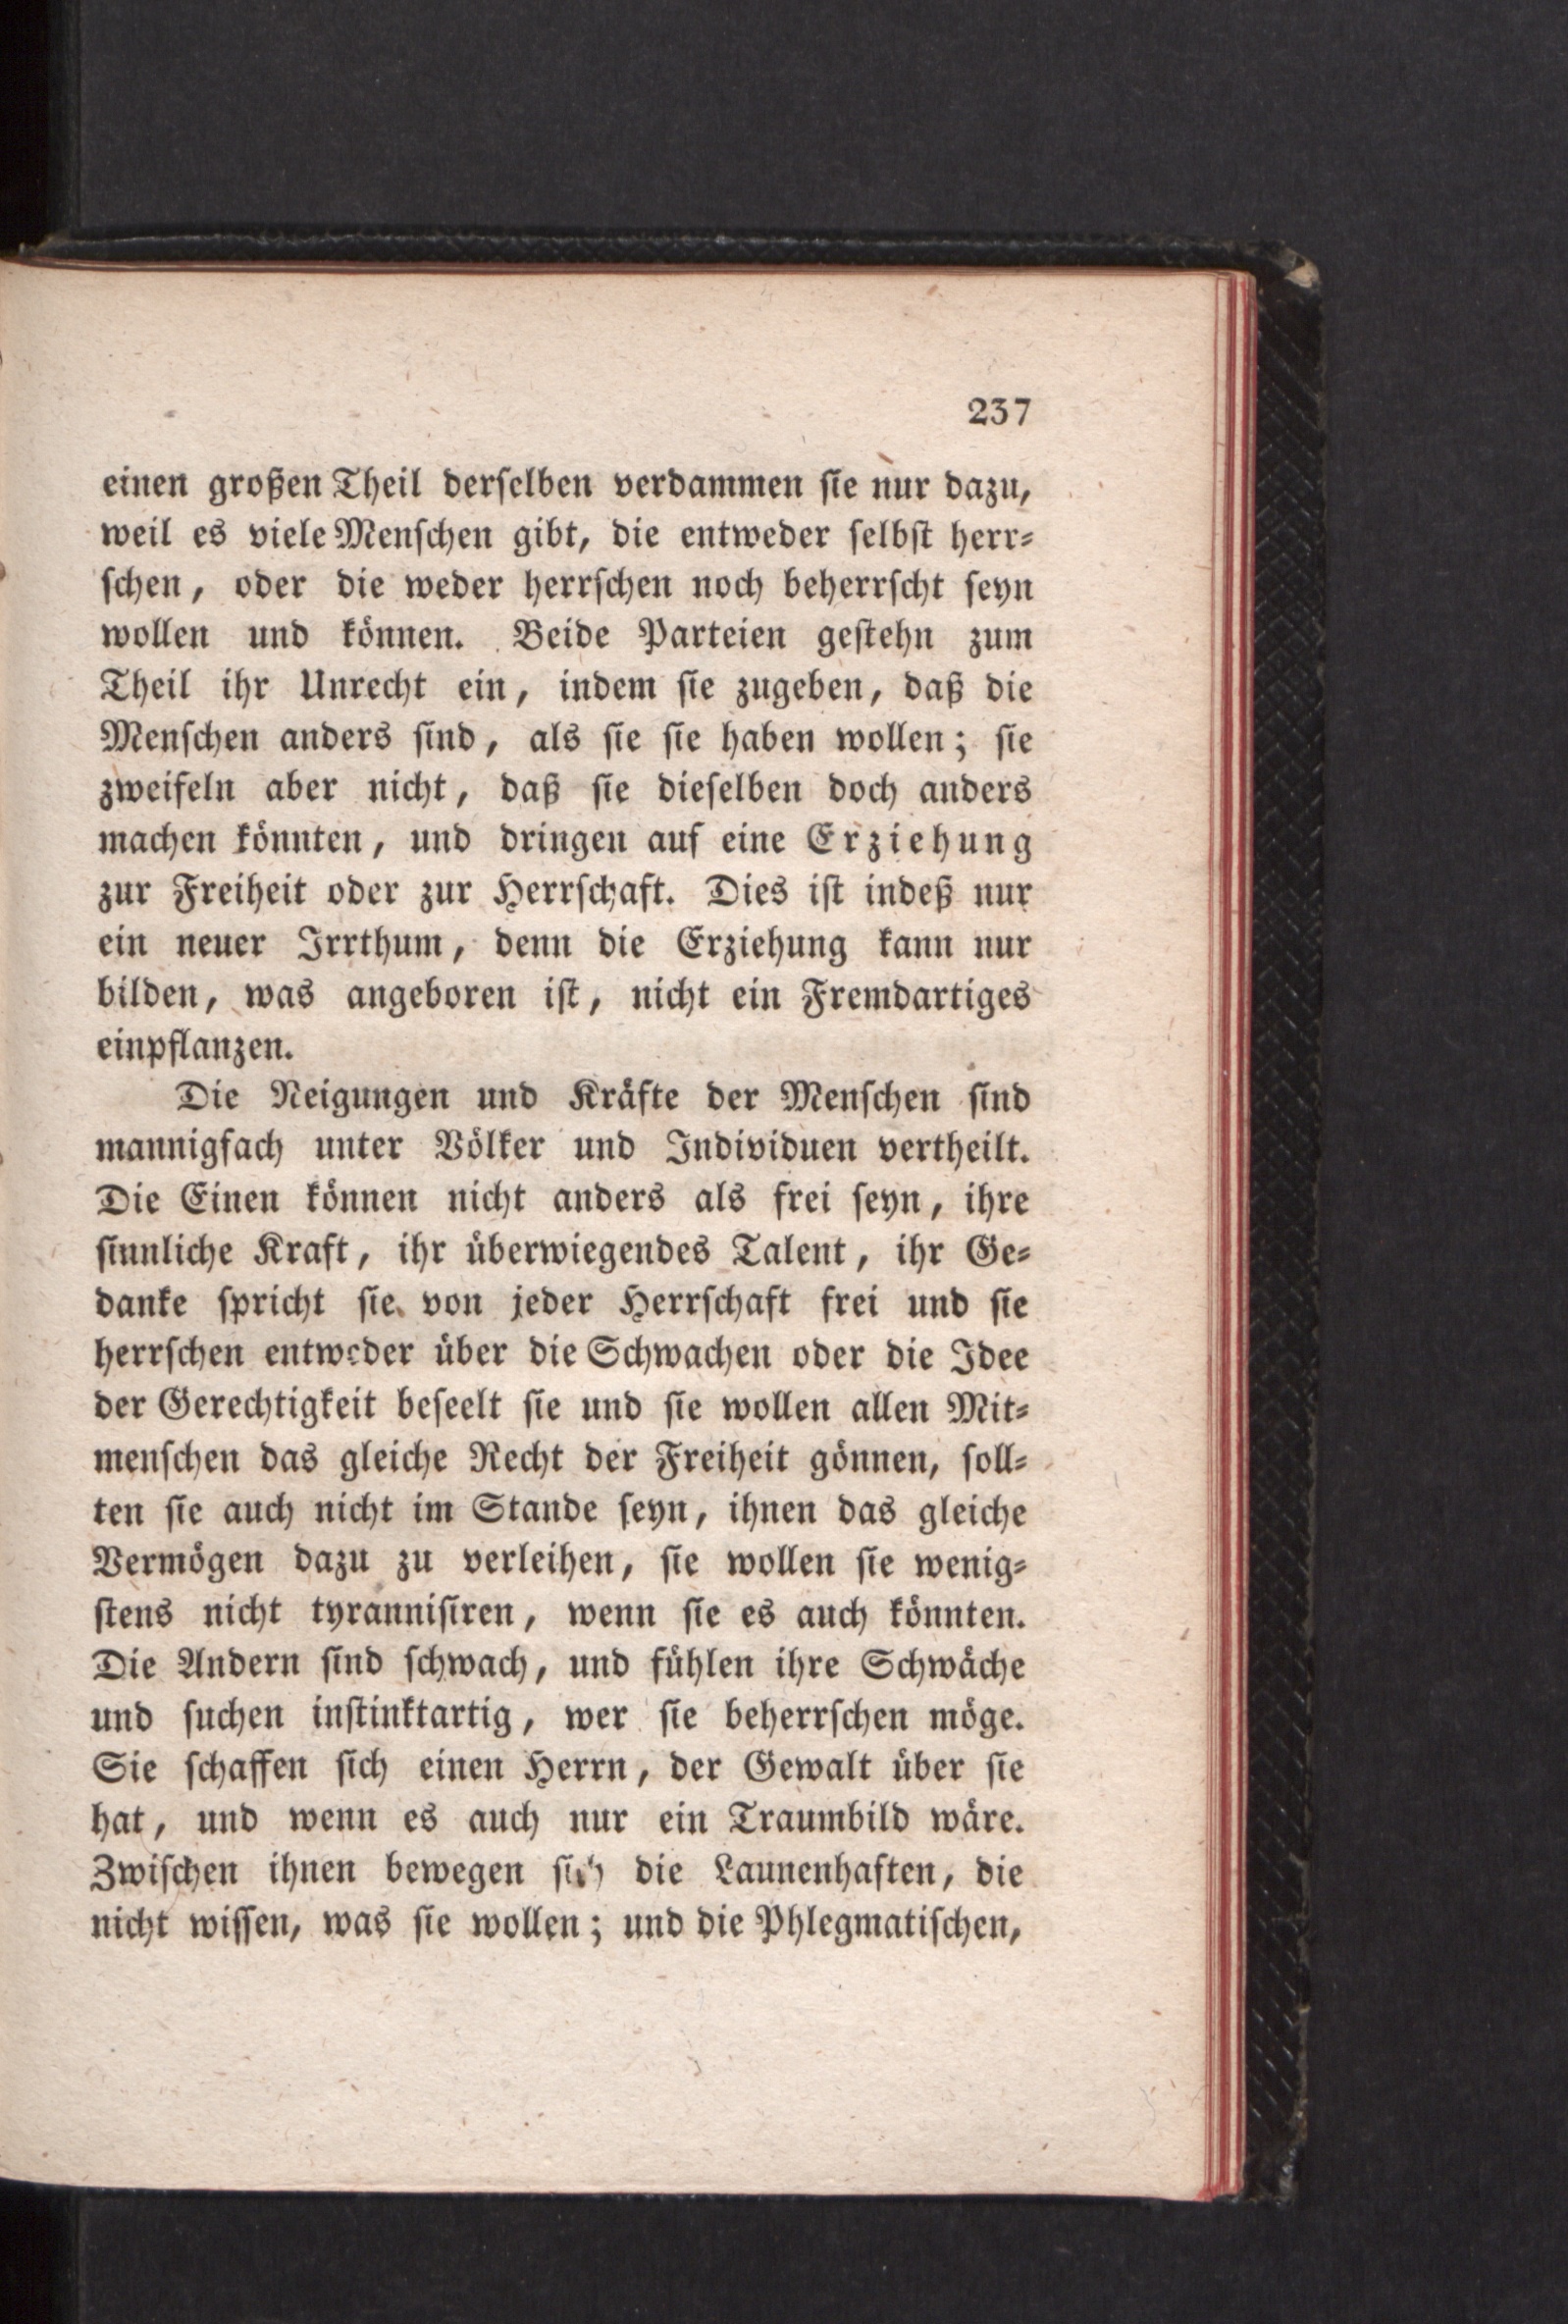 237
einen großen Theil derselben verdammen sie nur dazu,
weil es viele Menschen gibt, die entweder selbst herr⸗
schen, oder die weder herrschen noch beherrscht seyn
wollen und können. Beide Parteien gestehn zum
Theil ihr Unrecht ein, indem sie zugeben, daß die
Menschen anders sind, als sie sie haben wollen; sie
zweifeln aber nicht, daß sie dieselben doch anders
machen könnten, und dringen auf eine Erziehung
zur Freiheit oder zur Herrschaft. Dies ist indeß nur
ein neuer Irrthum, denn die Erziehung kann nur
bilden, was angeboren ist, nicht ein Fremdartiges
einpflanzen.
Die Neigungen und Kräfte der Menschen sind
mannigfach unter Völker und Individuen vertheilt.
Die Einen können nicht anders als frei seyn, ihre
sinnliche Kraft, ihr überwiegendes Talent, ihr Ge⸗
danke spricht sie von jeder Herrschaft frei und sie
herrschen entweder über die Schwachen oder die Idee
der Gerechtigkeit beseelt sie und sie wollen allen Mit⸗
menschen das gleiche Recht der Freiheit gönnen, soll⸗
ten sie auch nicht im Stande seyn, ihnen das gleiche
Vermögen dazu zu verleihen, sie wollen sie wenig⸗
stens nicht tyrannisiren, wenn sie es auch könnten.
Die Andern sind schwach, und fühlen ihre Schwäche
und suchen instinktartig, wer sie beherrschen möge.
Sie schaffen sich einen Herrn, der Gewalt über sie
hat, und wenn es auch nur ein Traumbild wäre.
Zwischen ihnen bewegen sich die Launenhaften, die
nicht wissen, was sie wollen; und die Phlegmatischen,